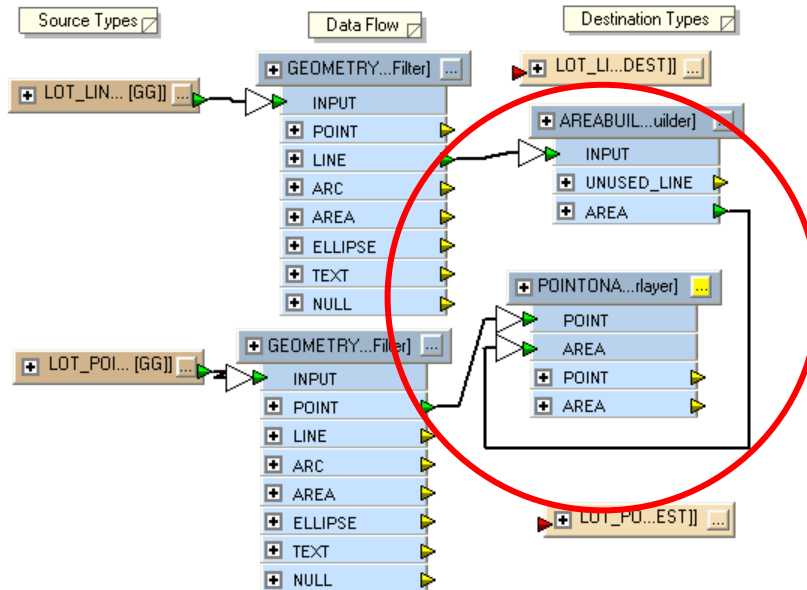 Source Types
Data Flow
Destination Types
LOT_LIN... [GG]]
...
GEOMETRY...Filter]
...
INPUT
POINT
LINE
ARC
AREA
ELLIPSE
TEXT
NULL
LOT_LI...DEST]]
...
AREABUIL...uilder]
...
INPUT
UNUSED_LINE
AREA
POINTONA...rlayer]
...
POINT
AREA
POINT
AREA
LOT_POI... [GG]]
...
GEOMETRY...Filter]
...
INPUT
POINT
LINE
ARC
AREA
ELLIPSE
TEXT
NULL
LOT_PO...EST]]
...